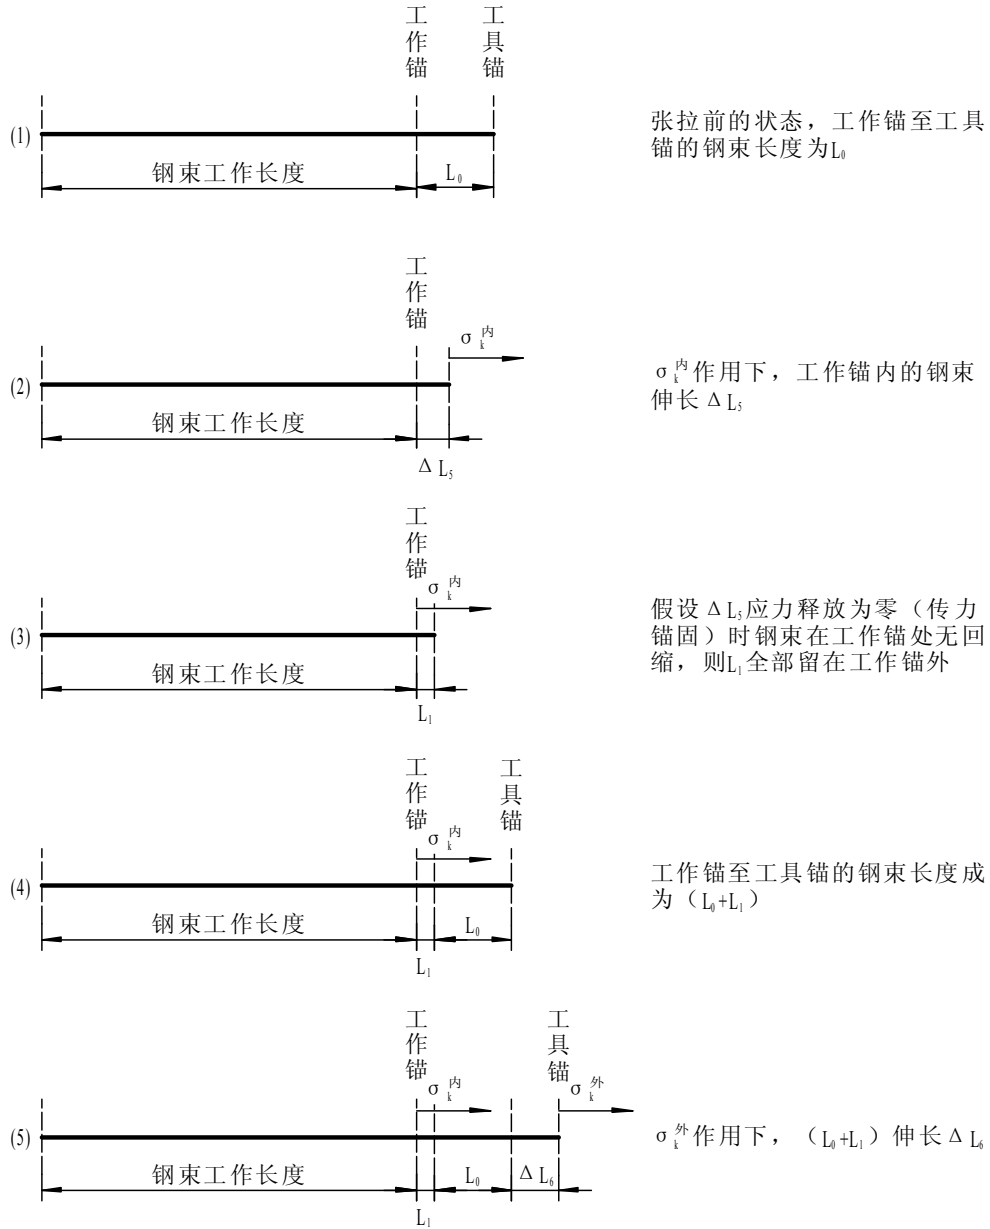 工作锚
工具锚
(1)
钢束工作长度
L₀
张拉前的状态，工作锚至工具
锚的钢束长度为L₀
工作锚
σₖ内
(2)
钢束工作长度
Δ L₅
σₖ内作用下，工作锚内的钢束
伸长 Δ L₅
工作锚
σₖ内
(3)
钢束工作长度
L₁
假设 Δ L₅应力释放为零（传力
锚固）时钢束在工作锚处无回
缩，则L₁全部留在工作锚外
工作锚
工具锚
σₖ内
(4)
钢束工作长度
L₀
L₁
工作锚至工具锚的钢束长度成
为（L₀+L₁）
工作锚
工具锚
σₖ内
σₖ外
(5)
钢束工作长度
L₀
Δ L₆
L₁
σₖ外作用下，（L₀+L₁）伸长 Δ L₆